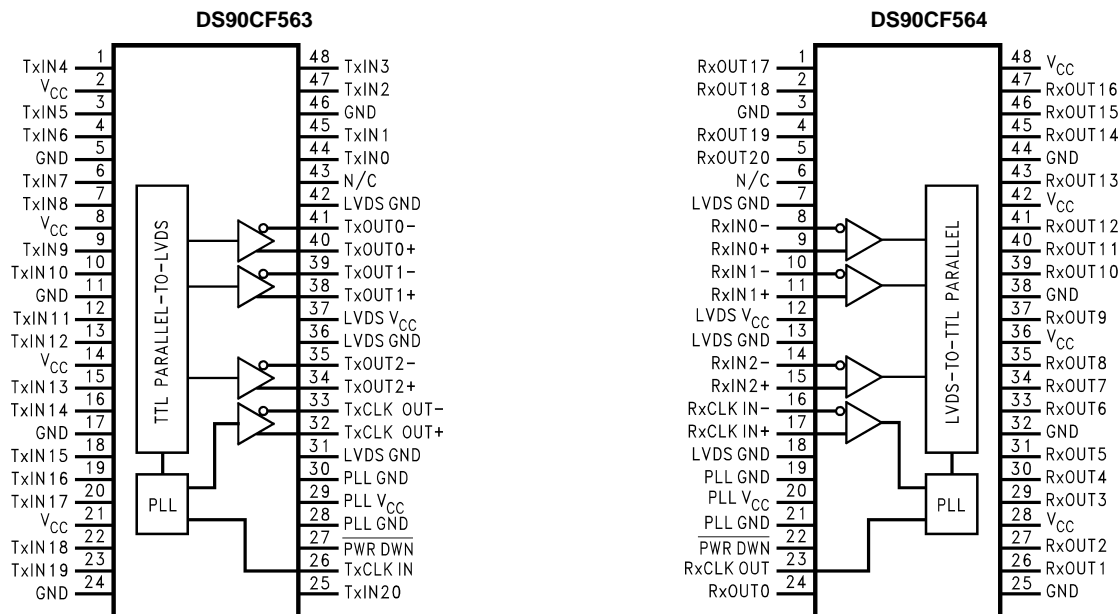 DS90CF563
TxIN4 1
VCC 2
TxIN5 3
TxIN6 4
GND 5
TxIN7 6
TxIN8 7
VCC 8
TxIN9 9
TxIN10 10
GND 11
TxIN11 12
TxIN12 13
VCC 14
TxIN13 15
TxIN14 16
GND 17
TxIN15 18
TxIN16 19
TxIN17 20
VCC 21
TxIN18 22
TxIN19 23
GND 24
TTL PARALLEL-TO-LVDS
PLL
48 TxIN3
47 TxIN2
46 GND
45 TxIN1
44 TxIN0
43 N/C
42 LVDS GND
41 TxOUT0-
40 TxOUT0+
39 TxOUT1-
38 TxOUT1+
37 LVDS VCC
36 LVDS GND
35 TxOUT2-
34 TxOUT2+
33 TxCLK OUT-
32 TxCLK OUT+
31 LVDS GND
30 PLL GND
29 PLL VCC
28 PLL GND
27 PWR DWN
26 TxCLK IN
25 TxIN20
DS90CF564
RxOUT17 1
RxOUT18 2
GND 3
RxOUT19 4
RxOUT20 5
N/C 6
LVDS GND 7
RxIN0- 8
RxIN0+ 9
RxIN1- 10
RxIN1+ 11
LVDS VCC 12
LVDS GND 13
RxIN2- 14
RxIN2+ 15
RxCLK IN- 16
RxCLK IN+ 17
LVDS GND 18
PLL GND 19
PLL VCC 20
PLL GND 21
PWR DWN 22
RxCLK OUT 23
RxOUT0 24
LVDS-TO-TTL PARALLEL
PLL
48 VCC
47 RxOUT16
46 RxOUT15
45 RxOUT14
44 GND
43 RxOUT13
42 VCC
41 RxOUT12
40 RxOUT11
39 RxOUT10
38 GND
37 RxOUT9
36 VCC
35 RxOUT8
34 RxOUT7
33 RxOUT6
32 GND
31 RxOUT5
30 RxOUT4
29 RxOUT3
28 VCC
27 RxOUT2
26 RxOUT1
25 GND